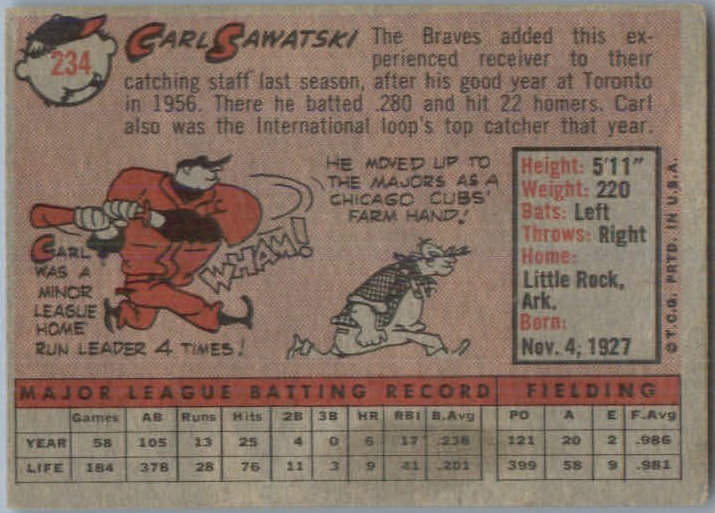 234
CARL SAWATSKI The Braves added this ex-
perienced receiver to their
catching staff last season, after his good year at Toronto
in 1956. There he batted .280 and hit 22 homers. Carl
also was the International loop's top catcher that year.
CARL
WAS A
MINOR
LEAGUE
HOME
RUN LEADER 4 TIMES!
WHAM!
HE MOVED UP TO
THE MAJORS AS A
CHICAGO CUBS'
FARM HAND!
Height: 5'11"
Weight: 220
Bats: Left
Throws: Right
Home:
Little Rock,
Ark.
Born:
Nov. 4, 1927
© T.C.G. PRTD. IN U.S.A.
MAJOR LEAGUE BATTING RECORD FIELDING
Games AB Runs Hits 2B 3B HR RBI B.Avg PO A E F.Avg
YEAR 58 105 13 25 4 0 6 17 .238 121 20 2 .986
LIFE 184 378 28 76 11 3 9 41 .201 399 58 9 .981